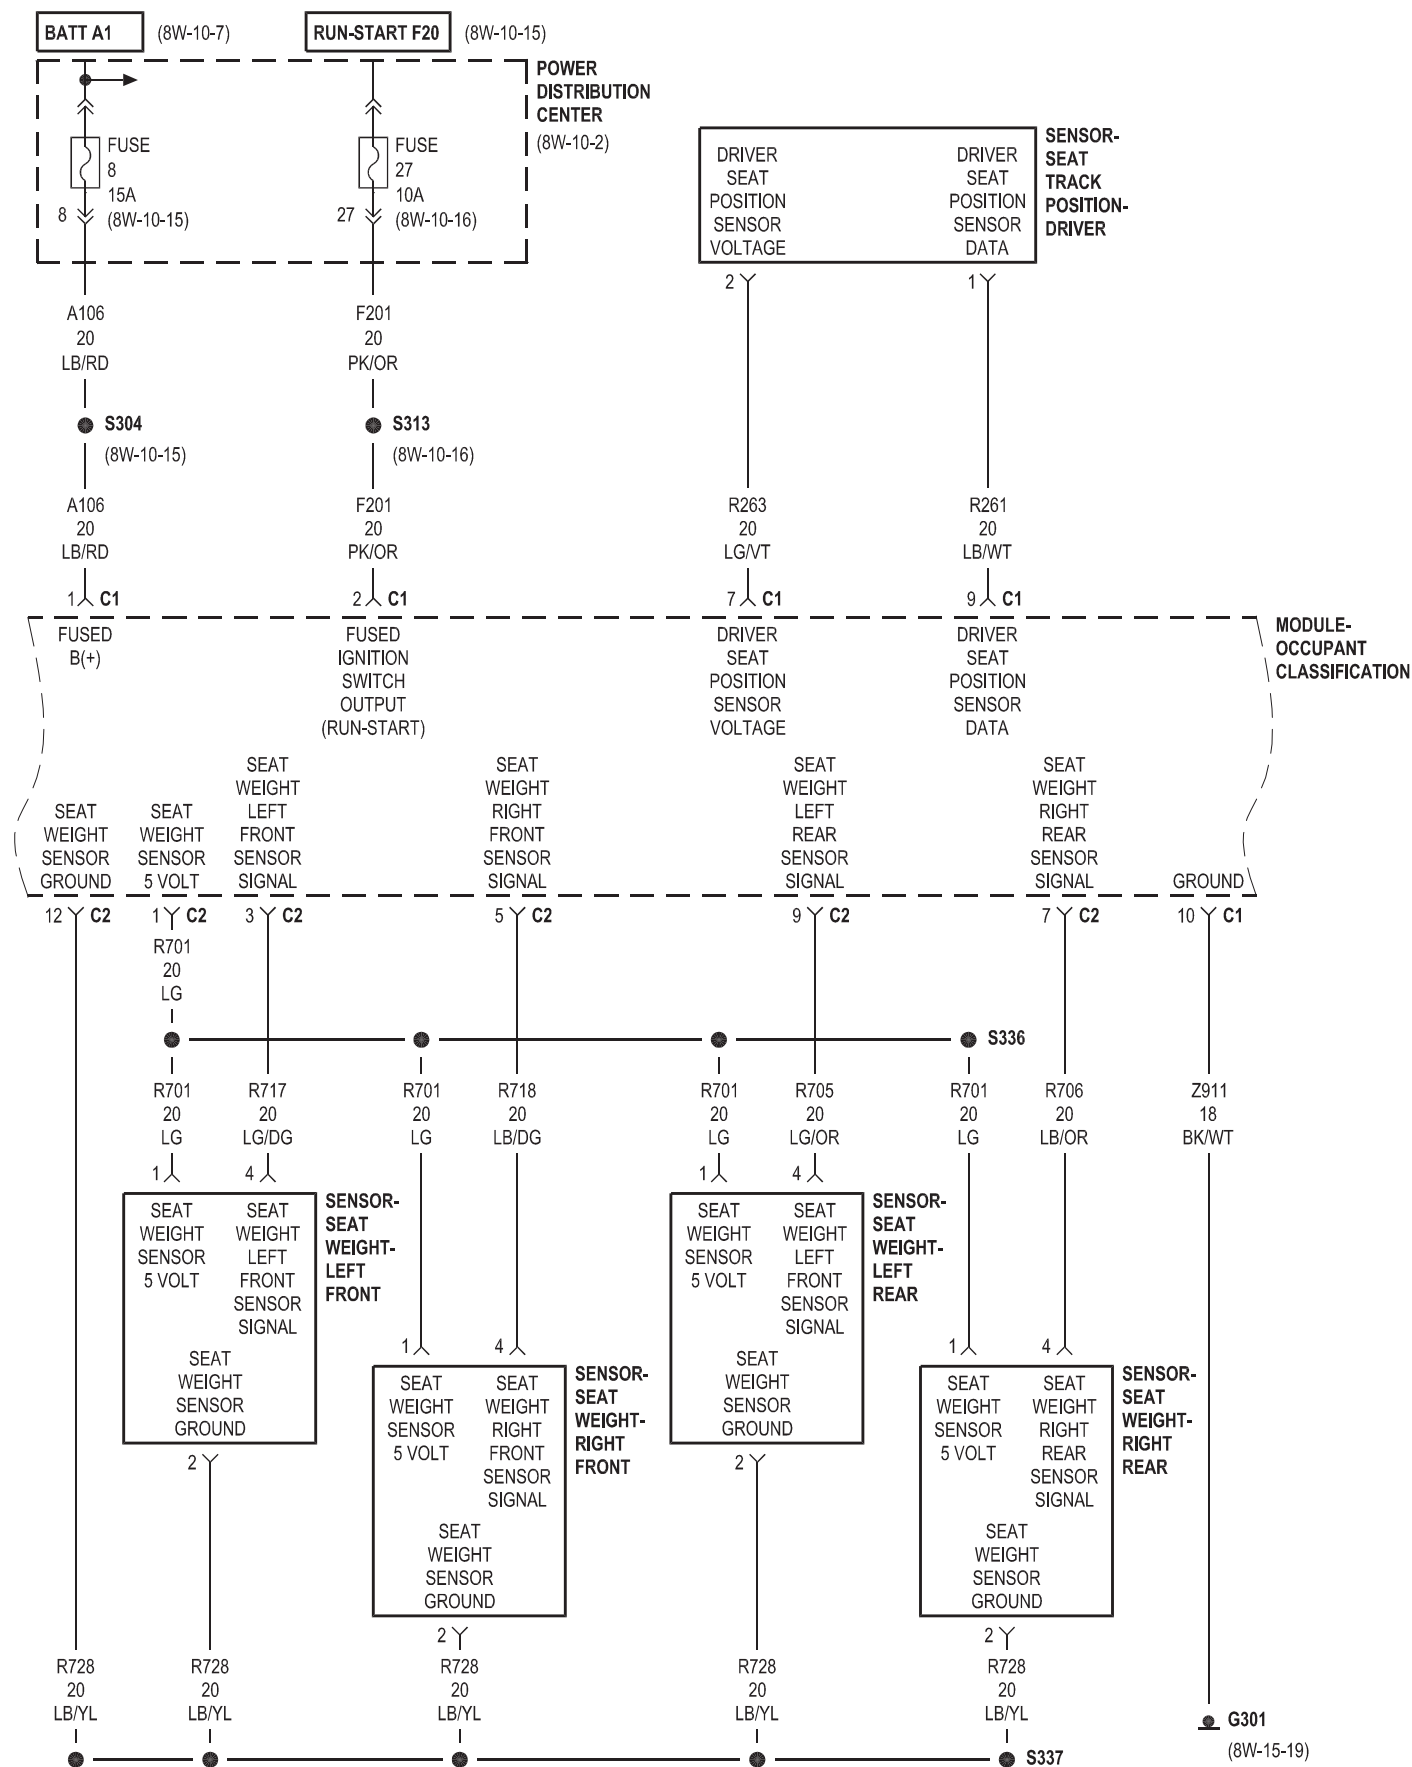 BATT A1 (8W-10-7) RUN-START F20 (8W-10-15)
POWER
DISTRIBUTION
CENTER
(8W-10-2)
FUSE
8
15A
(8W-10-15)
8
FUSE
27
10A
(8W-10-16)
27
SENSOR-
SEAT
TRACK
POSITION-
DRIVER
DRIVER
SEAT
POSITION
SENSOR
VOLTAGE
DRIVER
SEAT
POSITION
SENSOR
DATA
2
1
A106
20
LB/RD
F201
20
PK/OR
S304
(8W-10-15)
S313
(8W-10-16)
A106
20
LB/RD
F201
20
PK/OR
R263
20
LG/VT
R261
20
LB/WT
1 C1
2 C1
7 C1
9 C1
MODULE-
OCCUPANT
CLASSIFICATION
FUSED
B(+)
FUSED
IGNITION
SWITCH
OUTPUT
(RUN-START)
DRIVER
SEAT
POSITION
SENSOR
VOLTAGE
DRIVER
SEAT
POSITION
SENSOR
DATA
SEAT
WEIGHT
SENSOR
GROUND
SEAT
WEIGHT
SENSOR
5 VOLT
SEAT
WEIGHT
LEFT
FRONT
SENSOR
SIGNAL
SEAT
WEIGHT
RIGHT
FRONT
SENSOR
SIGNAL
SEAT
WEIGHT
LEFT
REAR
SENSOR
SIGNAL
SEAT
WEIGHT
RIGHT
REAR
SENSOR
SIGNAL
GROUND
12 C2
1 C2
3 C2
5 C2
9 C2
7 C2
10 C1
R701
20
LG
S336
R701
20
LG
R717
20
LG/DG
R701
20
LG
R718
20
LB/DG
R701
20
LG
R705
20
LG/OR
R701
20
LG
R706
20
LB/OR
Z911
18
BK/WT
1
4
SEAT
WEIGHT
SENSOR
5 VOLT
SEAT
WEIGHT
LEFT
FRONT
SENSOR
SIGNAL
SEAT
WEIGHT
SENSOR
GROUND
SENSOR-
SEAT
WEIGHT-
LEFT
FRONT
2
1
4
SEAT
WEIGHT
SENSOR
5 VOLT
SEAT
WEIGHT
RIGHT
FRONT
SENSOR
SIGNAL
SEAT
WEIGHT
SENSOR
GROUND
SENSOR-
SEAT
WEIGHT-
RIGHT
FRONT
2
1
4
SEAT
WEIGHT
SENSOR
5 VOLT
SEAT
WEIGHT
LEFT
FRONT
SENSOR
SIGNAL
SEAT
WEIGHT
SENSOR
GROUND
SENSOR-
SEAT
WEIGHT-
LEFT
REAR
2
1
4
SEAT
WEIGHT
SENSOR
5 VOLT
SEAT
WEIGHT
RIGHT
REAR
SENSOR
SIGNAL
SEAT
WEIGHT
SENSOR
GROUND
SENSOR-
SEAT
WEIGHT-
RIGHT
REAR
2
R728
20
LB/YL
R728
20
LB/YL
R728
20
LB/YL
R728
20
LB/YL
R728
20
LB/YL
G301
(8W-15-19)
S337